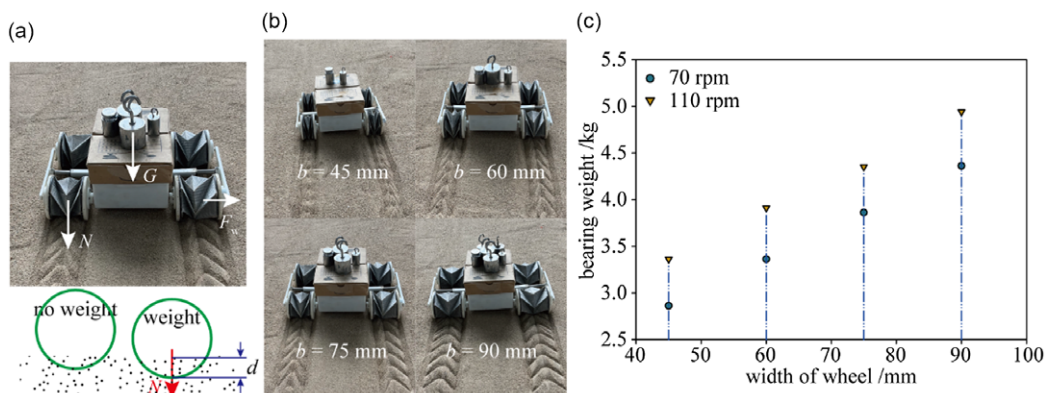 (a)
G
N
F_w
no weight
weight
N
d
(b)
b = 45 mm
b = 60 mm
b = 75 mm
b = 90 mm
(c)
bearing weight /kg
5.5
5.0
4.5
4.0
3.5
3.0
2.5
70 rpm
110 rpm
40 50 60 70 80 90 100
width of wheel /mm